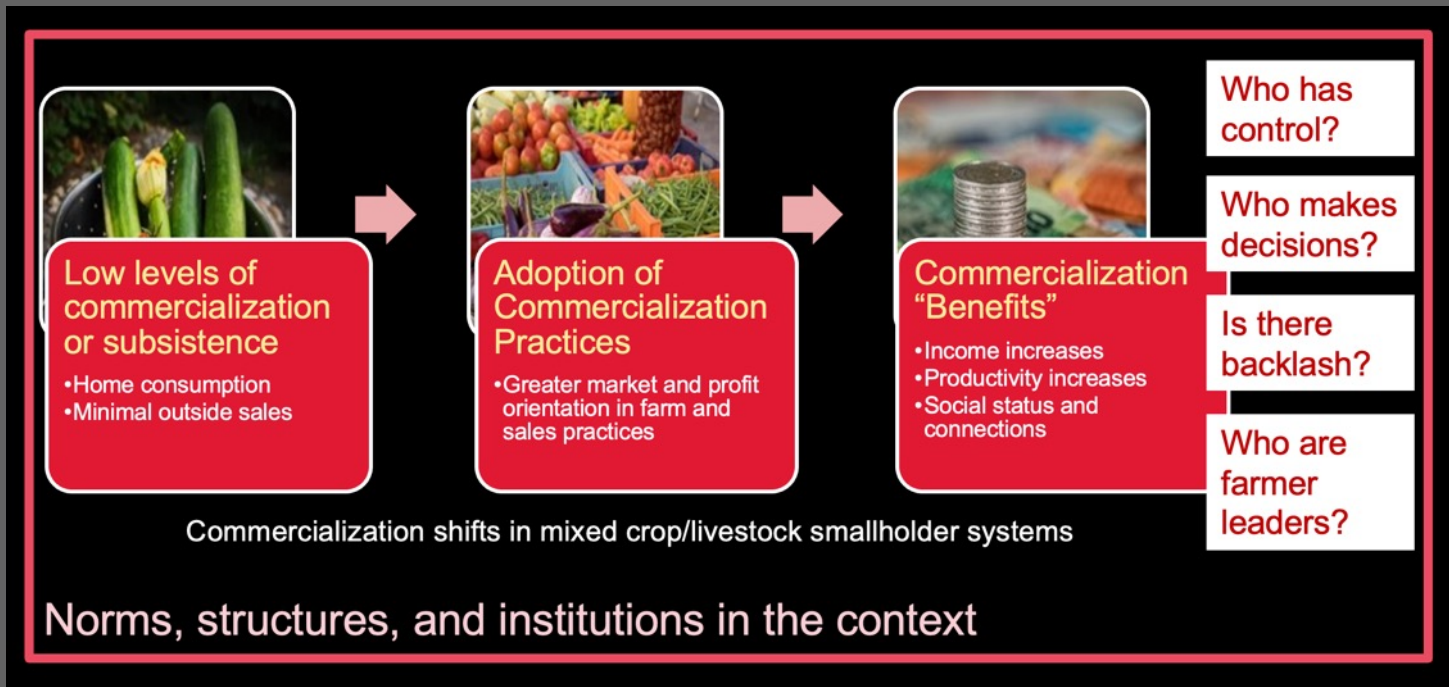 Low levels of
commercialization
or subsistence
•Home consumption
•Minimal outside sales
Adoption of
Commercialization
Practices
•Greater market and profit
orientation in farm and
sales practices
Commercialization
“Benefits”
•Income increases
•Productivity increases
•Social status and
connections
Who has
control?
Who makes
decisions?
Is there
backlash?
Who are
farmer
leaders?
Commercialization shifts in mixed crop/livestock smallholder systems
Norms, structures, and institutions in the context